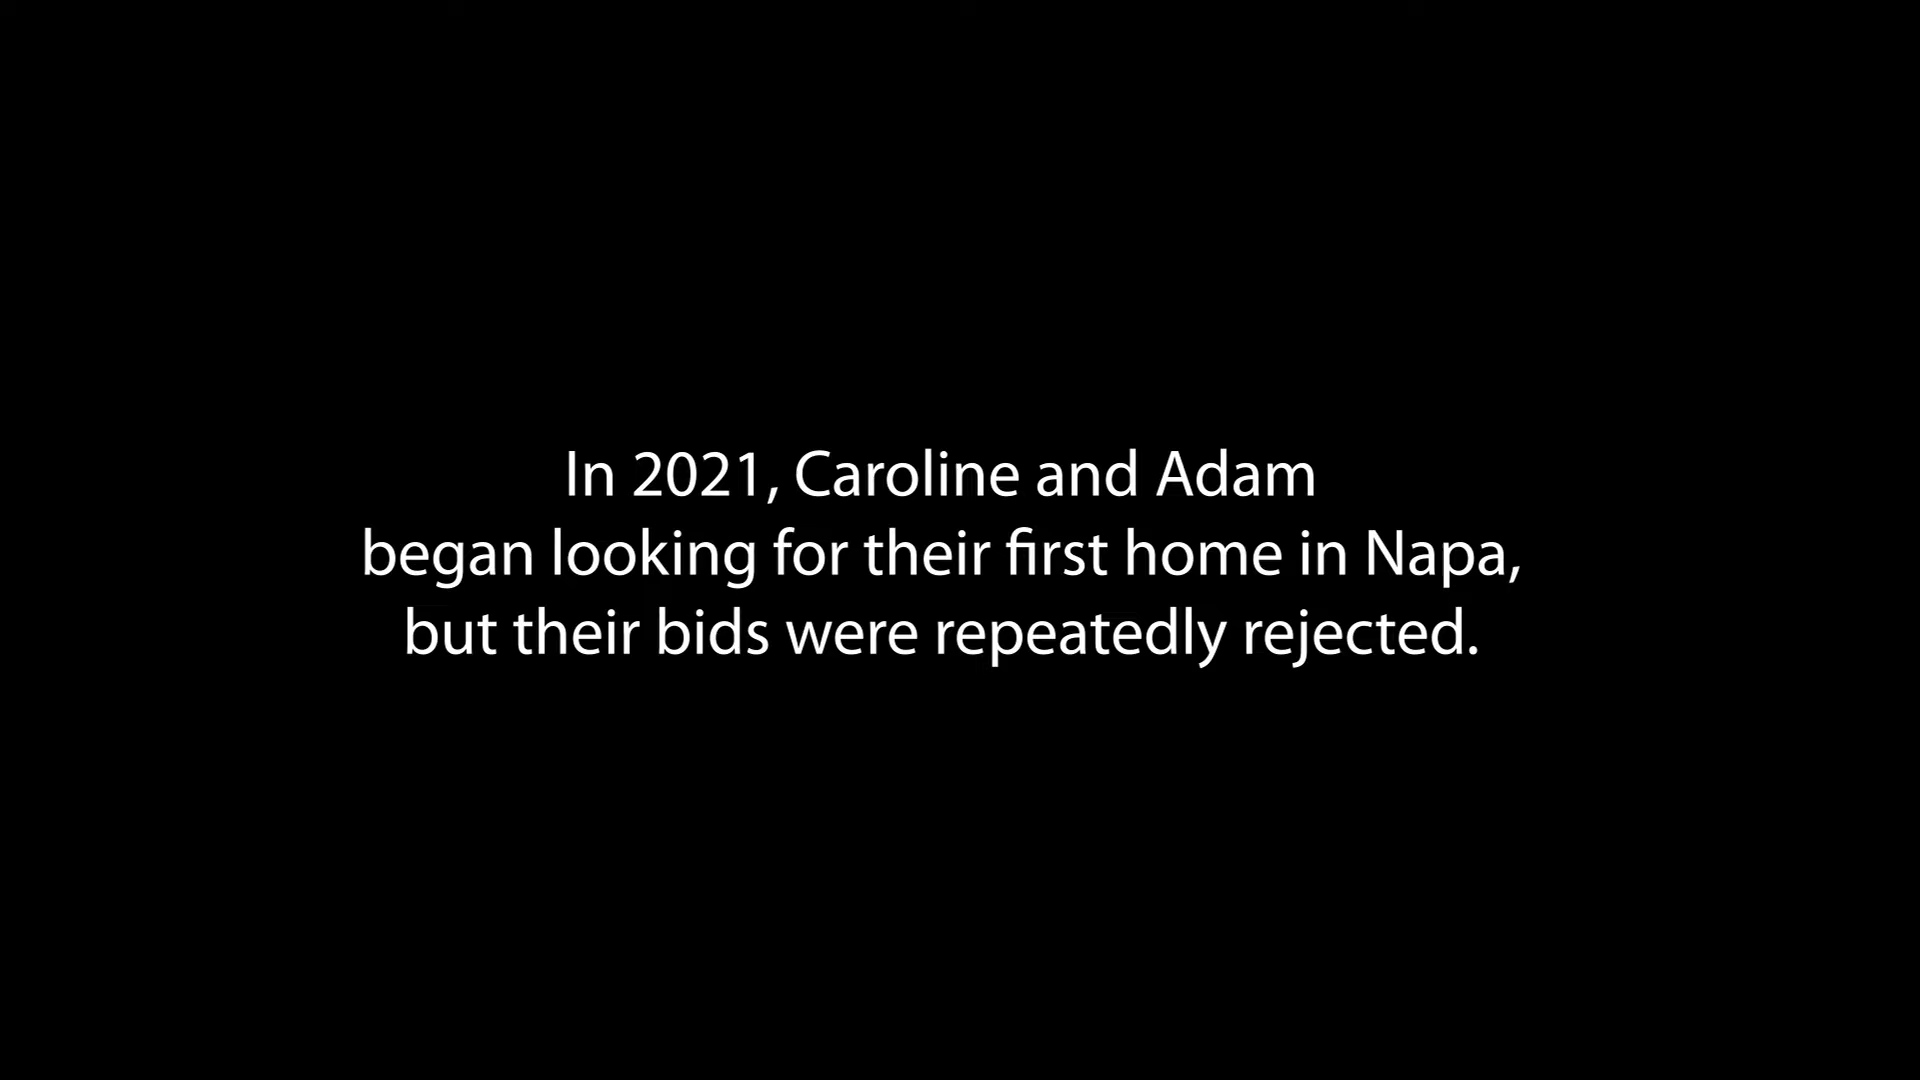 In 2021, Caroline and Adam
began looking for their first home in Napa,
but their bids were repeatedly rejected.